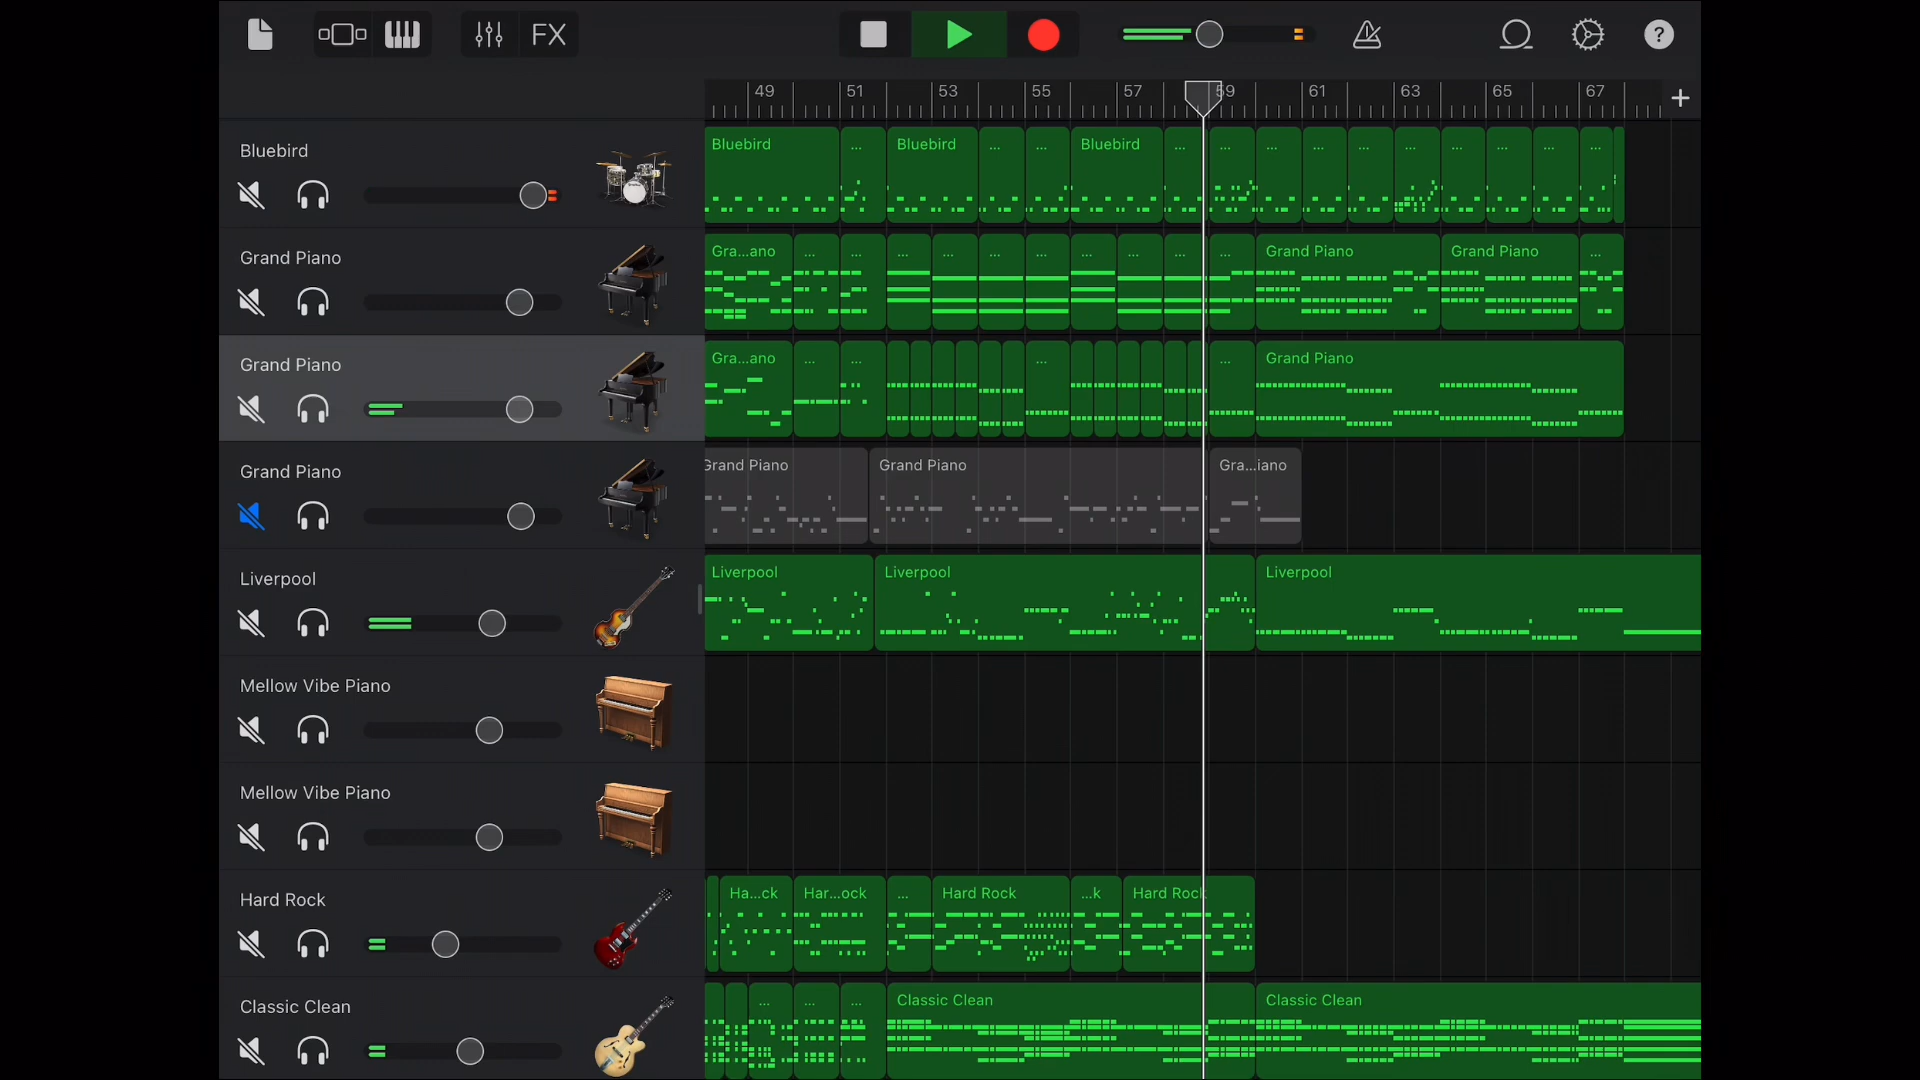 FX
49 51 53 55 57 59 61 63 65 67 +
?
Bluebird
Bluebird ... Bluebird ... ... Bluebird ... ... ... ... ... ... ... ... ... ...
Grand Piano
Gra...ano ... ... ... ... ... ... ... ... ... ... Grand Piano Grand Piano ...
Grand Piano
Gra...ano ... ... ... ... Grand Piano
Grand Piano
Grand Piano Grand Piano Gra...iano
Liverpool
Liverpool Liverpool Liverpool
Mellow Vibe Piano
Mellow Vibe Piano
Hard Rock
Ha...ck Har...ock ... Hard Rock ...k Hard Rock
Classic Clean
... ... ... Classic Clean Classic Clean